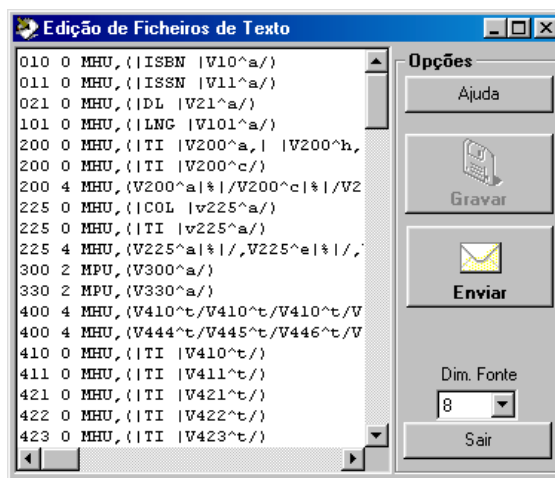 Edição de Ficheiros de Texto
010 0 MHU,(|ISBN |V10^a/)
011 0 MHU,(|ISSN |V11^a/)
021 0 MHU,(|DL |V21^a/)
101 0 MHU,(|LNG |V101^a/)
200 0 MHU,(|TI |V200^a,| |V200^h,
200 0 MHU,(|TI |V200^c/)
200 4 MHU,(V200^a|%|/V200^c|%|/V2
225 0 MHU,(|COL |v225^a/)
225 0 MHU,(|TI |v225^a/)
225 4 MHU,(V225^a|%|/,V225^e|%|/,
300 2 MPU,(V300^a/)
330 2 MPU,(V330^a/)
400 4 MHU,(V410^t/V410^t/V410^t/V
400 4 MHU,(V444^t/V445^t/V446^t/V
410 0 MHU,(|TI |V410^t/)
411 0 MHU,(|TI |V411^t/)
421 0 MHU,(|TI |V421^t/)
422 0 MHU,(|TI |V422^t/)
423 0 MHU,(|TI |V423^t/)
Opções
Ajuda
Gravar
Enviar
Dim. Fonte
8
Sair